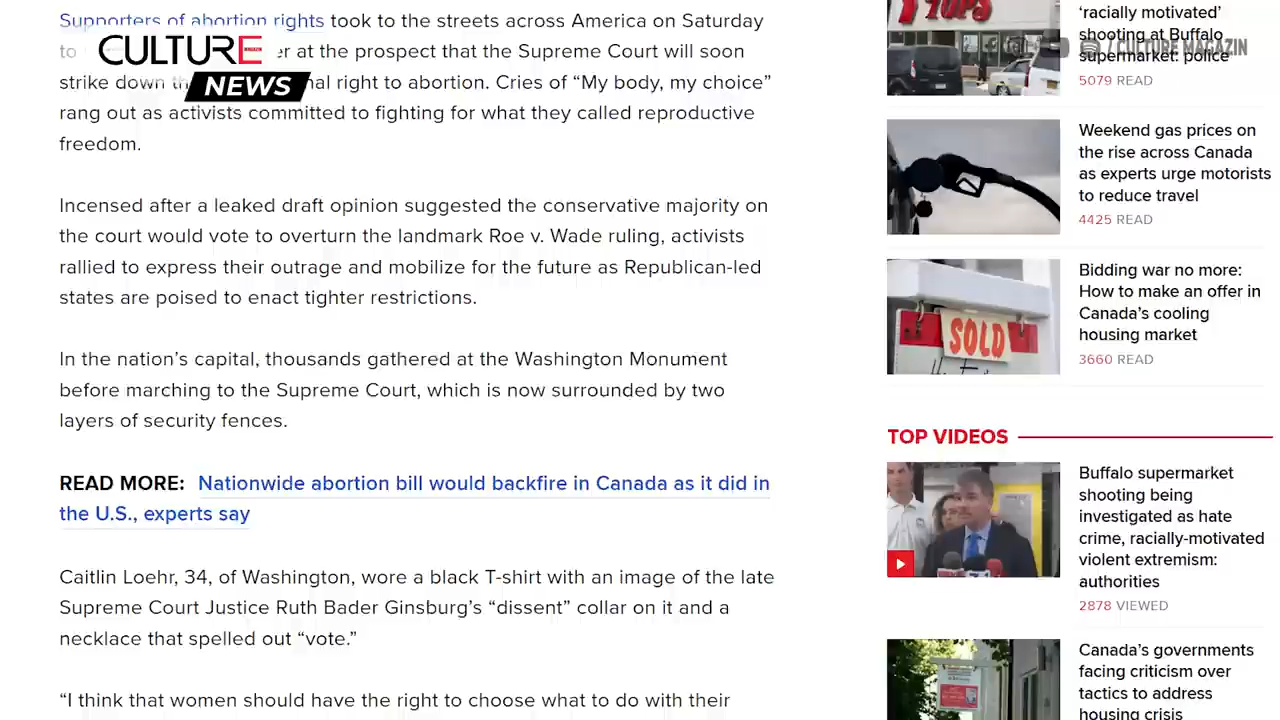 Supporters of abortion rights took to the streets across America on Saturday
to er at the prospect that the Supreme Court will soon
strike down th nal right to abortion. Cries of “My body, my choice”
rang out as activists committed to fighting for what they called reproductive
freedom.
CULTURE
NEWS
Incensed after a leaked draft opinion suggested the conservative majority on
the court would vote to overturn the landmark Roe v. Wade ruling, activists
rallied to express their outrage and mobilize for the future as Republican-led
states are poised to enact tighter restrictions.
In the nation’s capital, thousands gathered at the Washington Monument
before marching to the Supreme Court, which is now surrounded by two
layers of security fences.
READ MORE: Nationwide abortion bill would backfire in Canada as it did in
the U.S., experts say
Caitlin Loehr, 34, of Washington, wore a black T-shirt with an image of the late
Supreme Court Justice Ruth Bader Ginsburg’s “dissent” collar on it and a
necklace that spelled out “vote.”
“I think that women should have the right to choose what to do with their
TOPS
‘racially motivated’
shooting at Buffalo
supermarket: police
/ CULTURE MAGAZIN
5079 READ
Weekend gas prices on
the rise across Canada
as experts urge motorists
to reduce travel
4425 READ
SOLD
Bidding war no more:
How to make an offer in
Canada’s cooling
housing market
3660 READ
TOP VIDEOS
Buffalo supermarket
shooting being
investigated as hate
crime, racially-motivated
violent extremism:
authorities
2878 VIEWED
Canada’s governments
facing criticism over
tactics to address
housing crisis